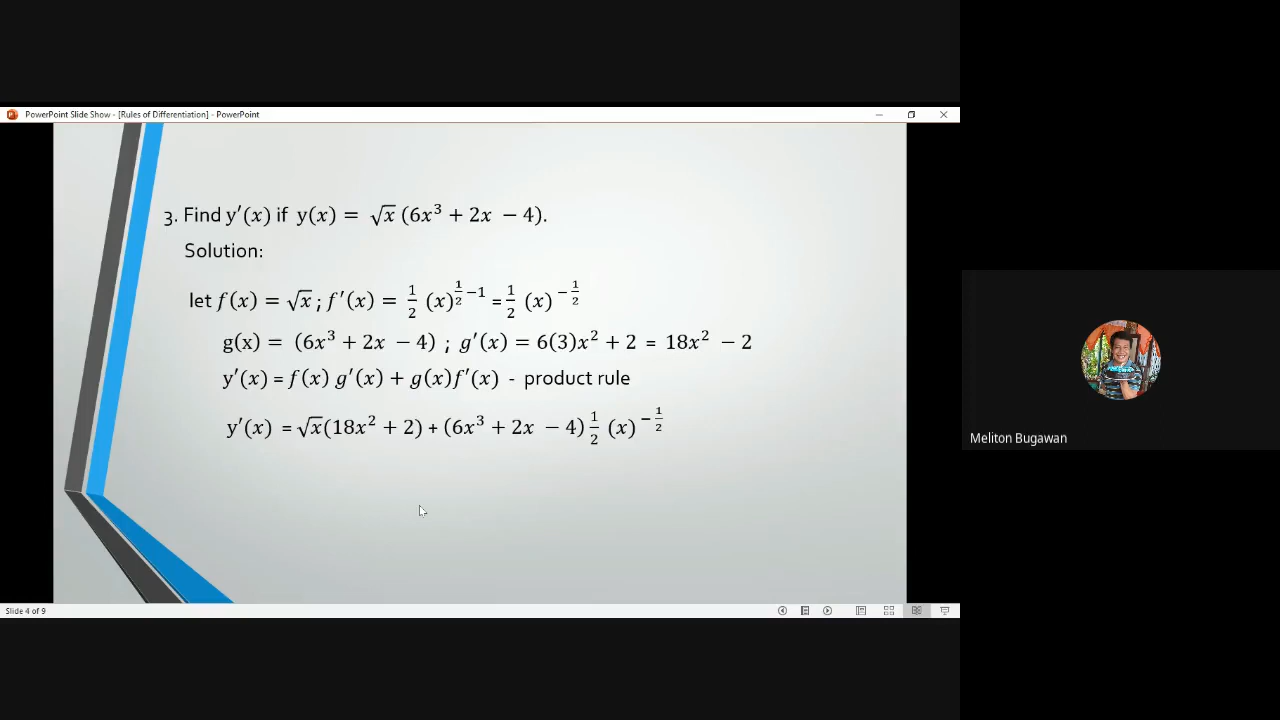 PowerPoint Slide Show - [Rules of Differentiation] - PowerPoint
3. Find y′(x) if y(x) = √x (6x³ + 2x − 4).
Solution:
let f(x) = √x ; f′(x) = 1/2 (x)^(1/2 − 1) = 1/2 (x)^(−1/2)
g(x) = (6x³ + 2x − 4) ; g′(x) = 6(3)x² + 2 = 18x² − 2
y′(x) = f(x) g′(x) + g(x)f′(x) - product rule
y′(x) = √x(18x² + 2) + (6x³ + 2x − 4) 1/2 (x)^(−1/2)
Meliton Bugawan
Slide 4 of 9